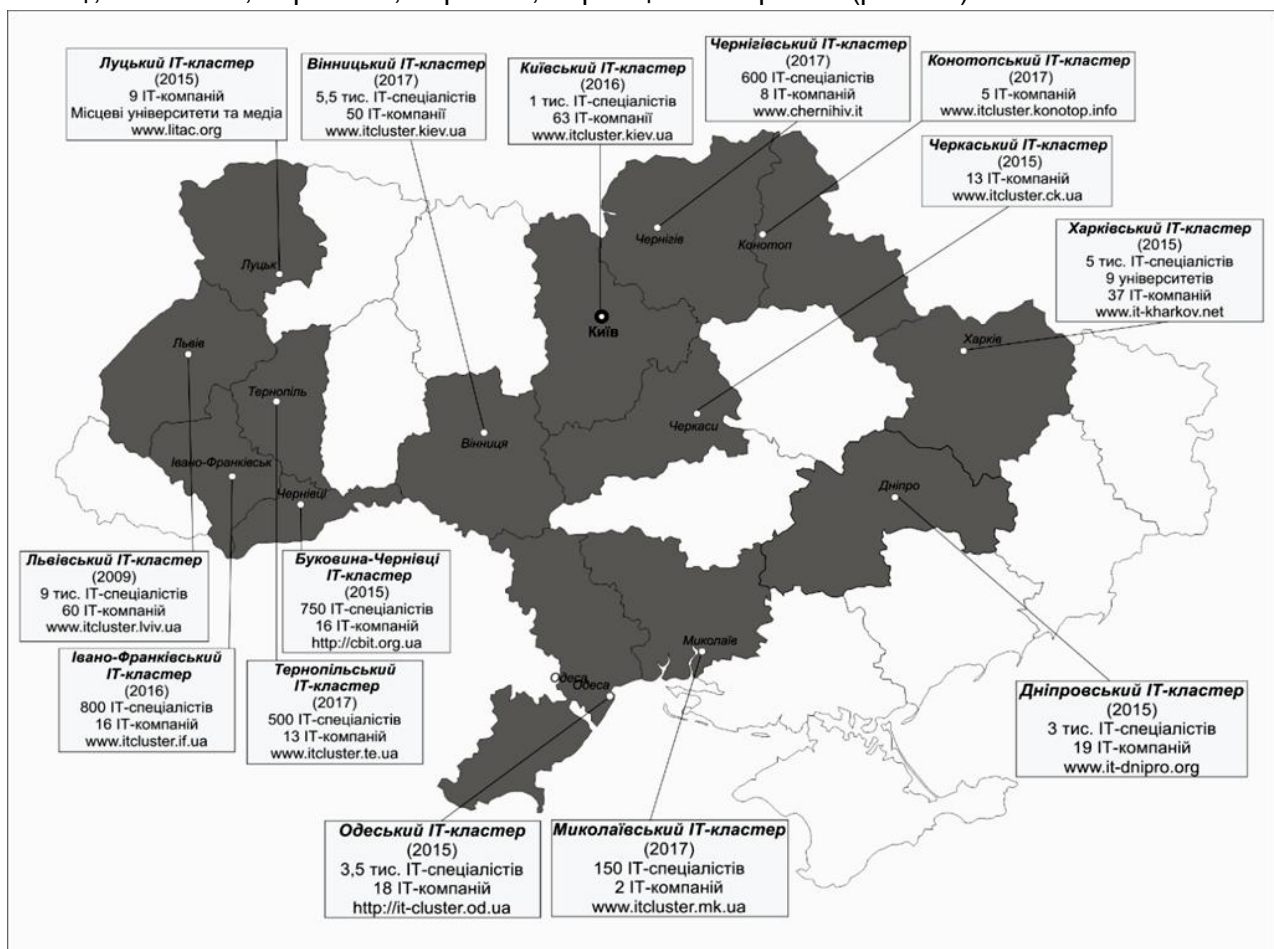 Луцький ІТ-кластер
(2015)
9 ІТ-компаній
Місцеві університети та медіа
www.litac.org
Вінницький ІТ-кластер
(2017)
5,5 тис. ІТ-спеціалістів
50 ІТ-компанії
www.itcluster.kiev.ua
Київський ІТ-кластер
(2016)
1 тис. ІТ-спеціалістів
63 ІТ-компанії
www.itcluster.kiev.ua
Чернігівський ІТ-кластер
(2017)
600 ІТ-спеціалістів
8 ІТ-компаній
www.chernihiv.it
Конотопський ІТ-кластер
(2017)
5 ІТ-компаній
www.itcluster.konotop.info
Черкаський ІТ-кластер
(2015)
13 ІТ-компаній
www.itcluster.ck.ua
Харківський ІТ-кластер
(2015)
5 тис. ІТ-спеціалістів
9 університетів
37 ІТ-компаній
www.it-kharkov.net
Чернігів
Конотоп
Луцьк
Київ
Львів
Харків
Тернопіль
Черкаси
Вінниця
Івано-Франківськ
Чернівці
Дніпро
Миколаїв
Одеса
Одеса
Львівський ІТ-кластер
(2009)
9 тис. ІТ-спеціалістів
60 ІТ-компаній
www.itcluster.lviv.ua
Буковина-Чернівці
ІТ-кластер
(2015)
750 ІТ-спеціалістів
16 ІТ-компаній
http://cbit.org.ua
Івано-Франківський
ІТ-кластер
(2016)
800 ІТ-спеціалістів
16 ІТ-компаній
www.itcluster.if.ua
Тернопільський
ІТ-кластер
(2017)
500 ІТ-спеціалістів
13 ІТ-компаній
www.itcluster.te.ua
Дніпровський ІТ-кластер
(2015)
3 тис. ІТ-спеціалістів
19 ІТ-компаній
www.it-dnipro.org
Одеський ІТ-кластер
(2015)
3,5 тис. ІТ-спеціалістів
18 ІТ-компаній
http://it-cluster.od.ua
Миколаївський ІТ-кластер
(2017)
150 ІТ-спеціалістів
2 ІТ-компаній
www.itcluster.mk.ua